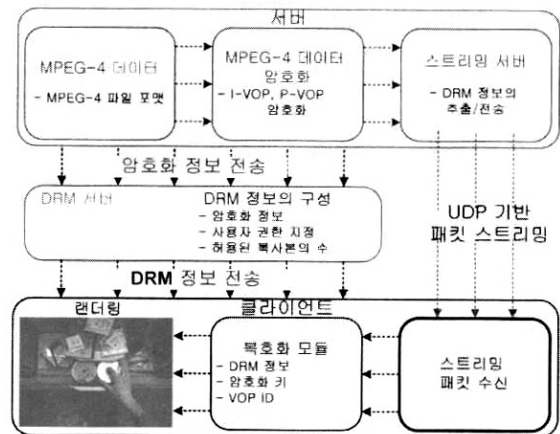 서버
MPEG-4 데이터
- MPEG-4 파일 포맷
MPEG-4 데이터
암호화
- I-VOP, P-VOP
암호화
스트리밍 서버
- DRM 정보의
추출/전송
암호화 정보 전송
DRM 서버
DRM 정보의 구성
- 암호화 정보
- 사용자 권한 지정
- 허용된 복사본의 수
UDP 기반
패킷 스트리밍
DRM 정보 전송
클라이언트
랜더링
복호화 모듈
- DRM 정보
- 암호화 키
- VOP ID
스트리밍
패킷 수신